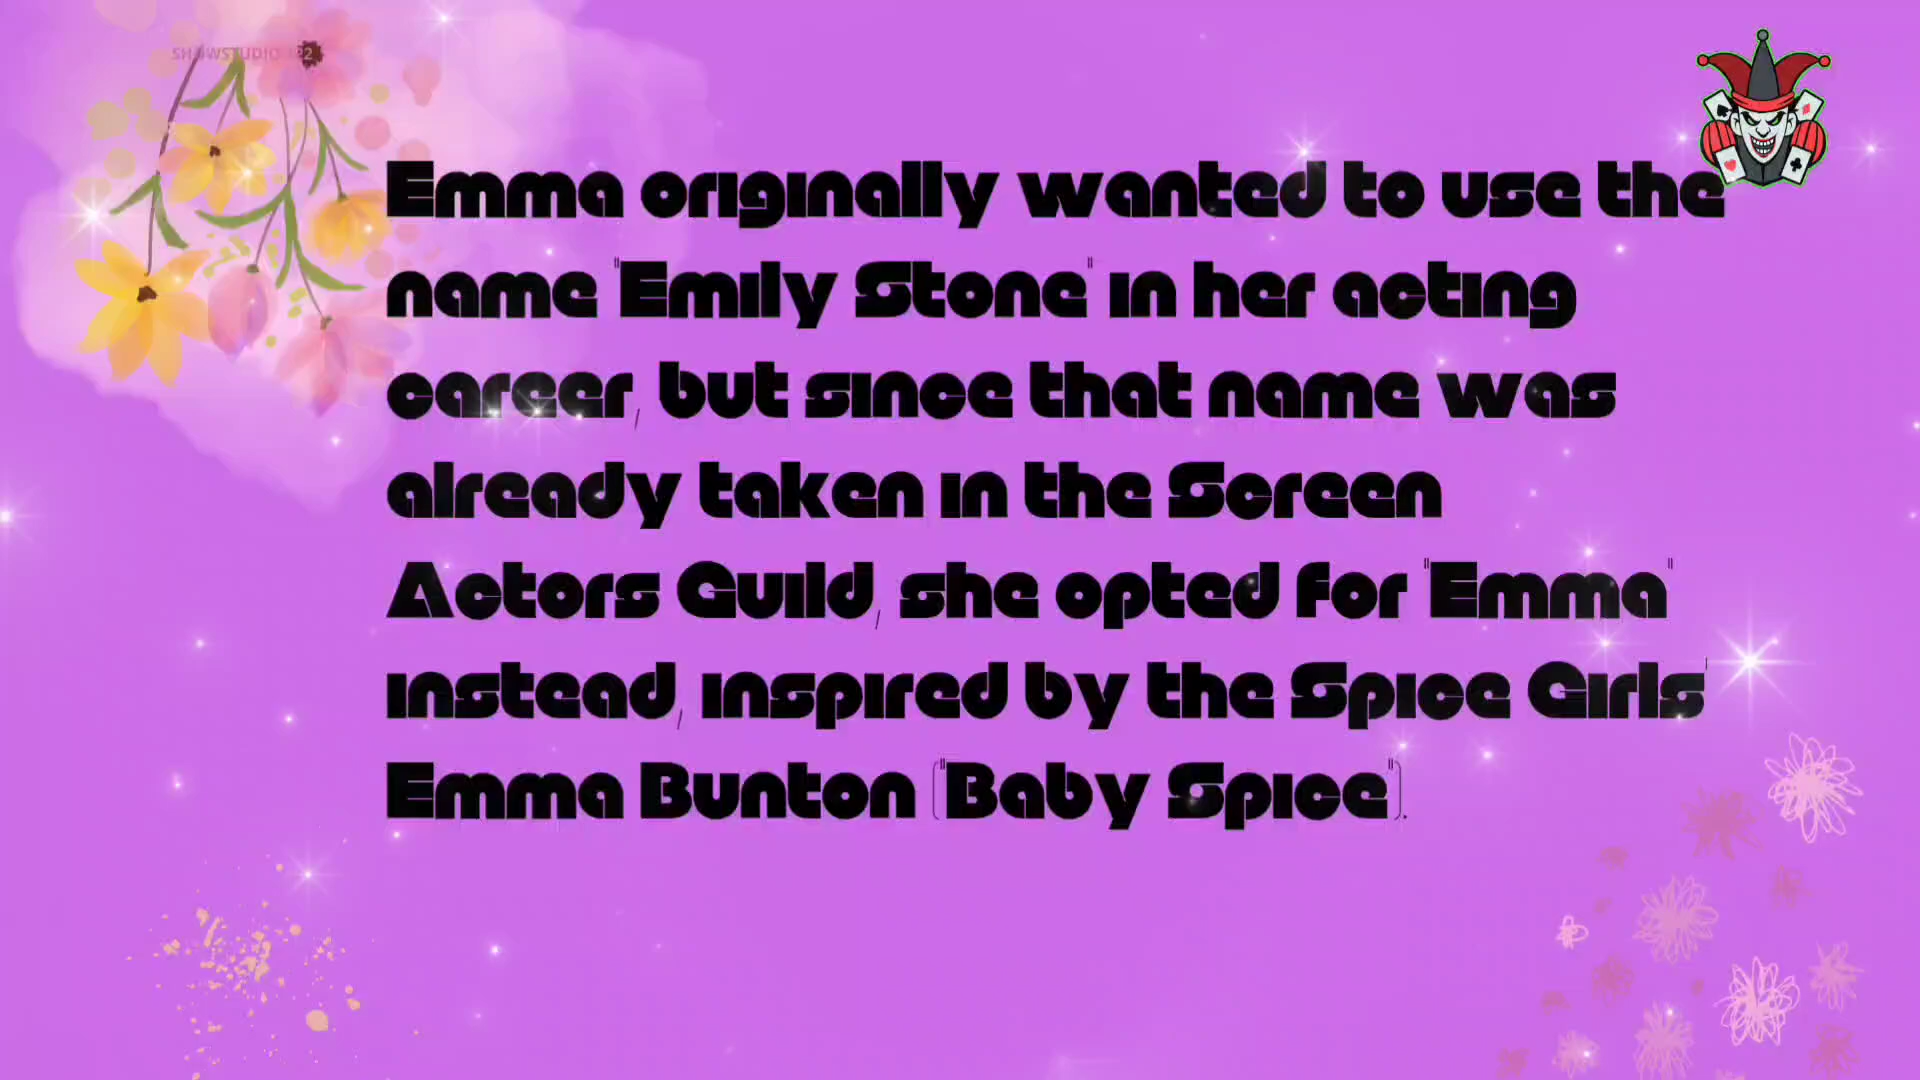 SHOWSTUDIO 122
Emma originally wanted to use the
name "Emily Stone" in her acting
career, but since that name was
already taken in the Screen
Actors Guild, she opted for "Emma"
instead, inspired by the Spice Girls'
Emma Bunton ("Baby Spice").